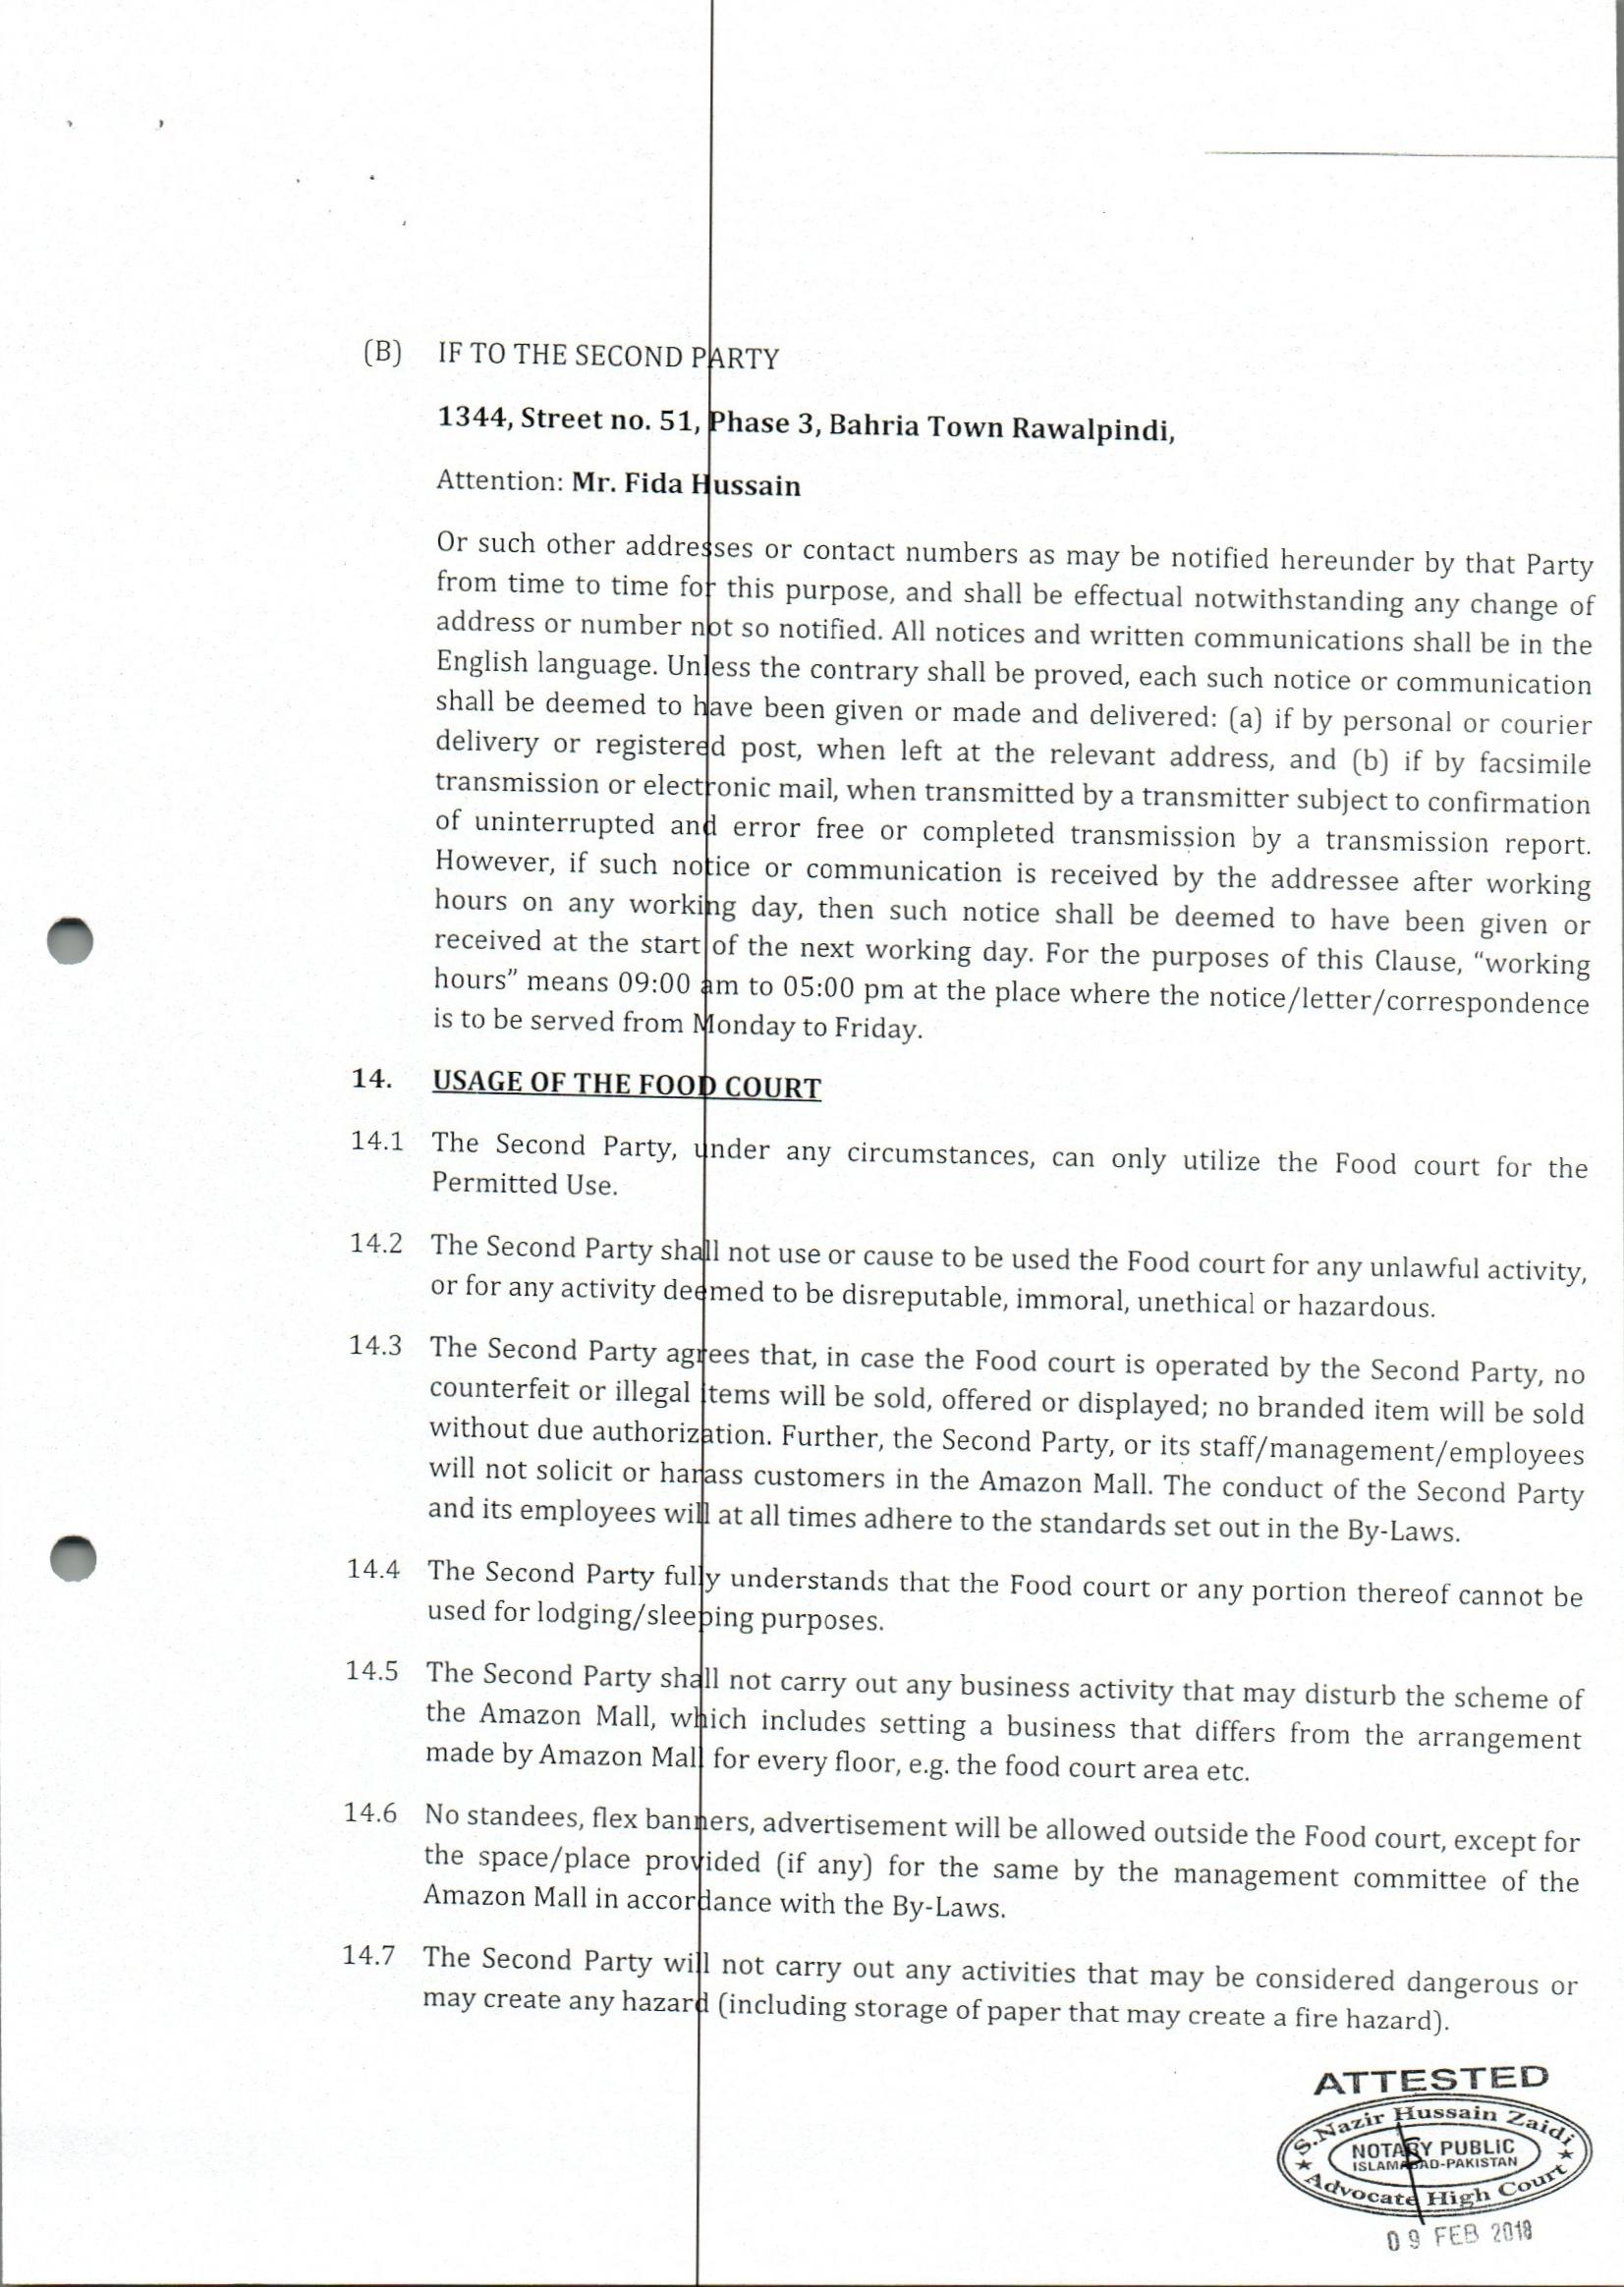 (B) IF TO THE SECOND PARTY
1344, Street no. 51, Phase 3, Bahria Town Rawalpindi,
Attention: Mr. Fida Hussain
Or such other addresses or contact numbers as may be notified hereunder by that Party
from time to time for this purpose, and shall be effectual notwithstanding any change of
address or number not so notified. All notices and written communications shall be in the
English language. Unless the contrary shall be proved, each such notice or communication
shall be deemed to have been given or made and delivered: (a) if by personal or courier
delivery or registered post, when left at the relevant address, and (b) if by facsimile
transmission or electronic mail, when transmitted by a transmitter subject to confirmation
of uninterrupted and error free or completed transmission by a transmission report.
However, if such notice or communication is received by the addressee after working
hours on any working day, then such notice shall be deemed to have been given or
received at the start of the next working day. For the purposes of this Clause, “working
hours” means 09:00 am to 05:00 pm at the place where the notice/letter/correspondence
is to be served from Monday to Friday.
14. USAGE OF THE FOOD COURT
14.1 The Second Party, under any circumstances, can only utilize the Food court for the
Permitted Use.
14.2 The Second Party shall not use or cause to be used the Food court for any unlawful activity,
or for any activity deemed to be disreputable, immoral, unethical or hazardous.
14.3 The Second Party agrees that, in case the Food court is operated by the Second Party, no
counterfeit or illegal items will be sold, offered or displayed; no branded item will be sold
without due authorization. Further, the Second Party, or its staff/management/employees
will not solicit or harass customers in the Amazon Mall. The conduct of the Second Party
and its employees will at all times adhere to the standards set out in the By-Laws.
14.4 The Second Party fully understands that the Food court or any portion thereof cannot be
used for lodging/sleeping purposes.
14.5 The Second Party shall not carry out any business activity that may disturb the scheme of
the Amazon Mall, which includes setting a business that differs from the arrangement
made by Amazon Mall for every floor, e.g. the food court area etc.
14.6 No standees, flex banners, advertisement will be allowed outside the Food court, except for
the space/place provided (if any) for the same by the management committee of the
Amazon Mall in accordance with the By-Laws.
14.7 The Second Party will not carry out any activities that may be considered dangerous or
may create any hazard (including storage of paper that may create a fire hazard).
ATTESTED
S.Nazir Hussain Zaidi
NOTARY PUBLIC
ISLAMABAD-PAKISTAN
Advocate High Court
09 FEB 2018